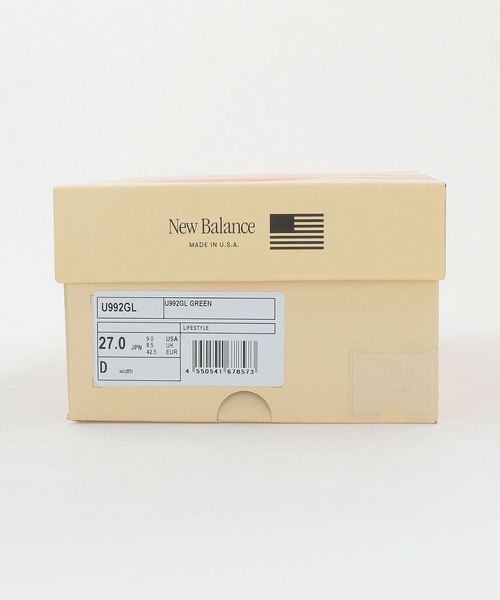 New Balance
MADE IN U.S.A.
U992GL
U992GL GREEN
LIFESTYLE
27.0 JPN
9.0 USA
8.5 UK
42.5 EUR
D width
4 550541 678573